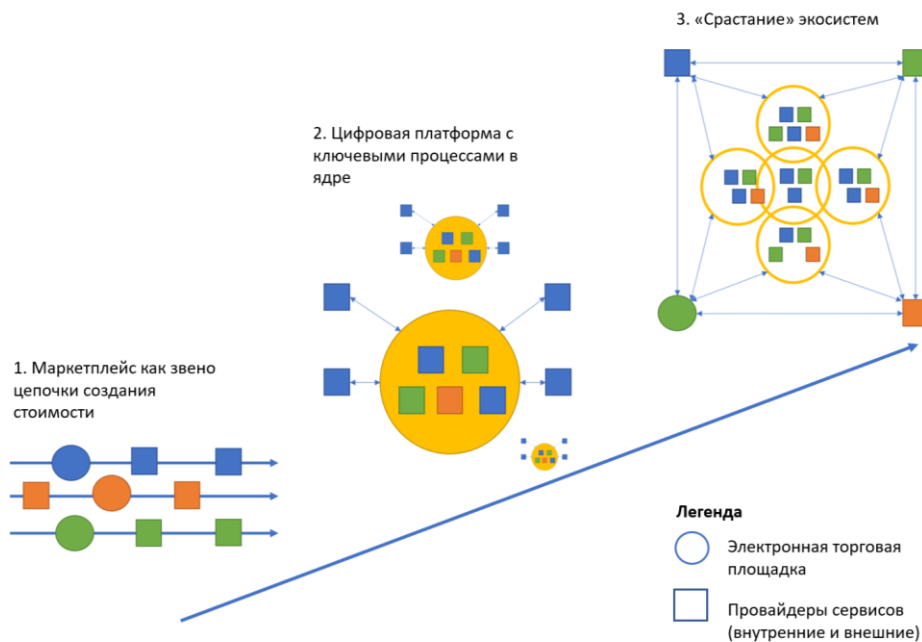 3. «Срастание» экосистем
2. Цифровая платформа с
ключевыми процессами в
ядре
1. Маркетплейс как звено
цепочки создания
стоимости
Легенда
Электронная торговая
площадка
Провайдеры сервисов
(внутренние и внешние)